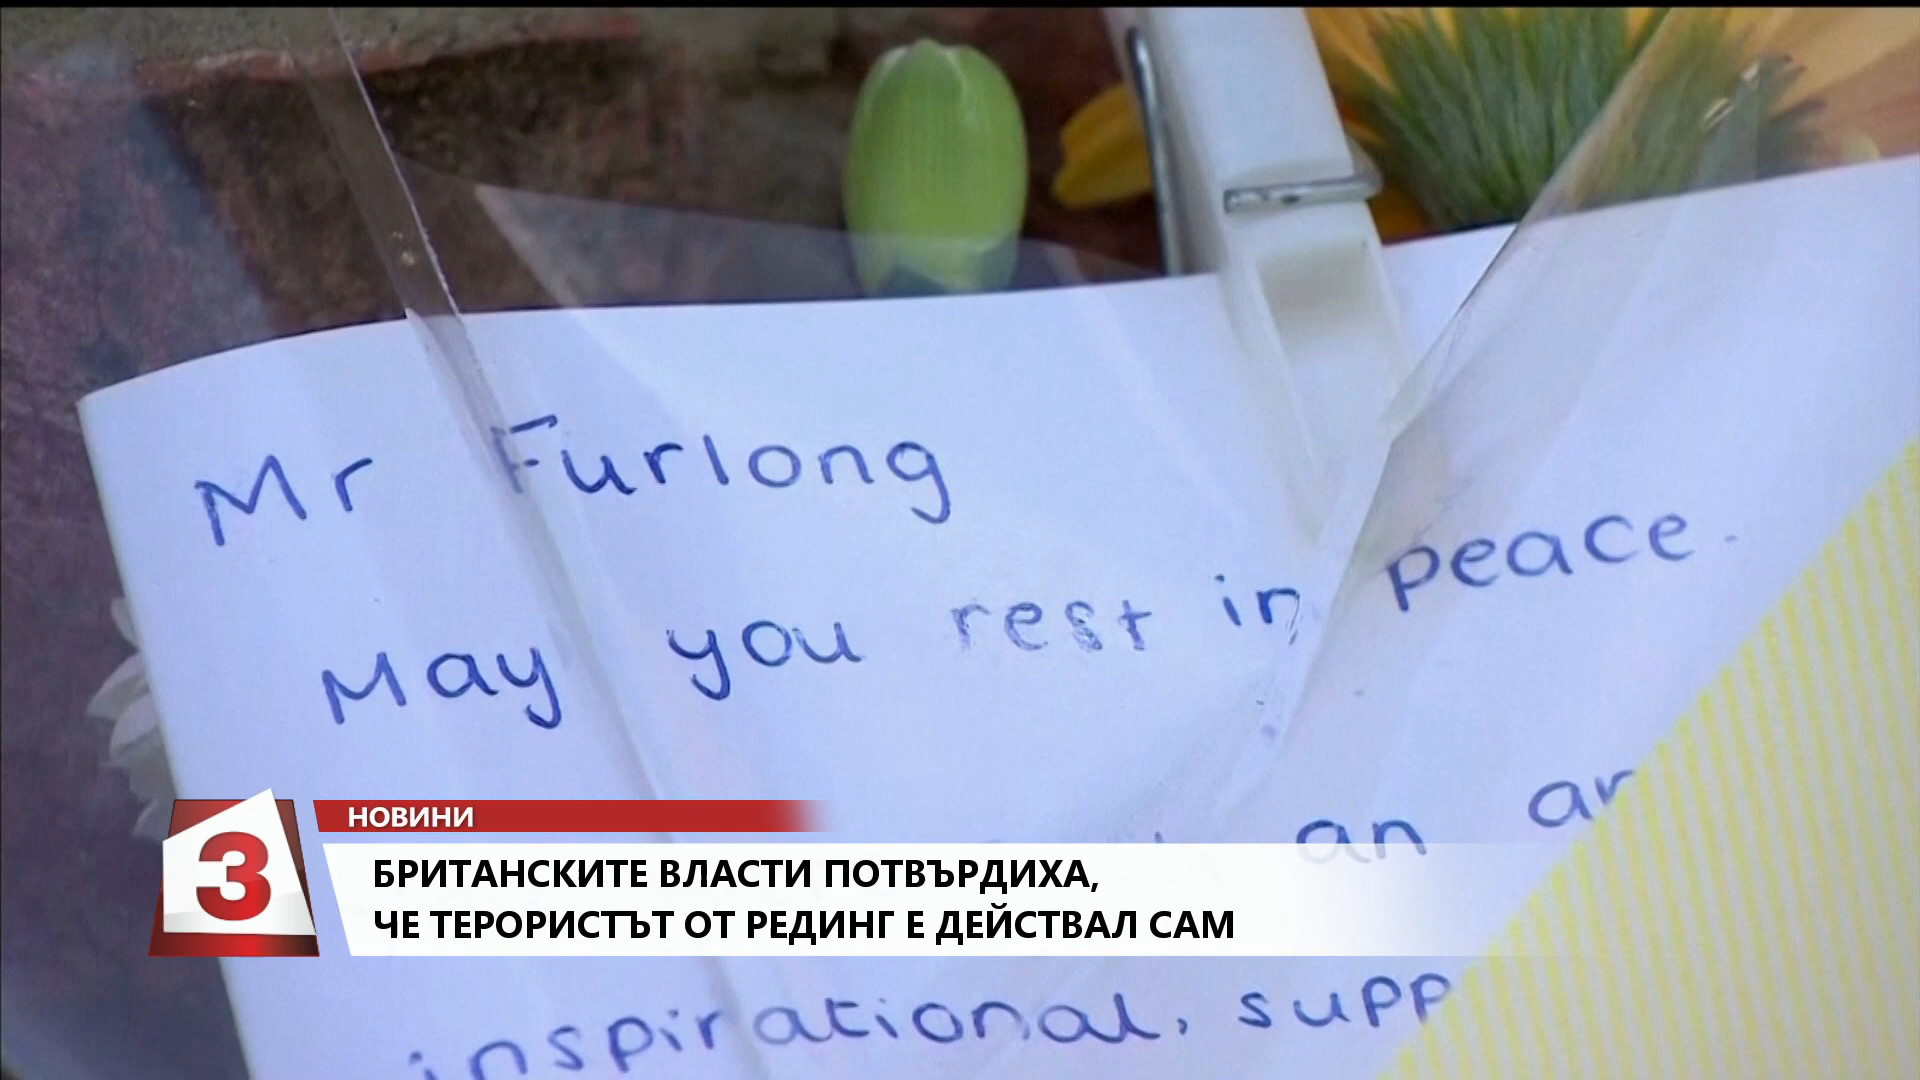 Mr Furlong
May you rest in peace.
an
inspirational, supp
3
НОВИНИ
БРИТАНСКИТЕ ВЛАСТИ ПОТВЪРДИХА,
ЧЕ ТЕРОРИСТЪТ ОТ РЕДИНГ Е ДЕЙСТВАЛ САМ